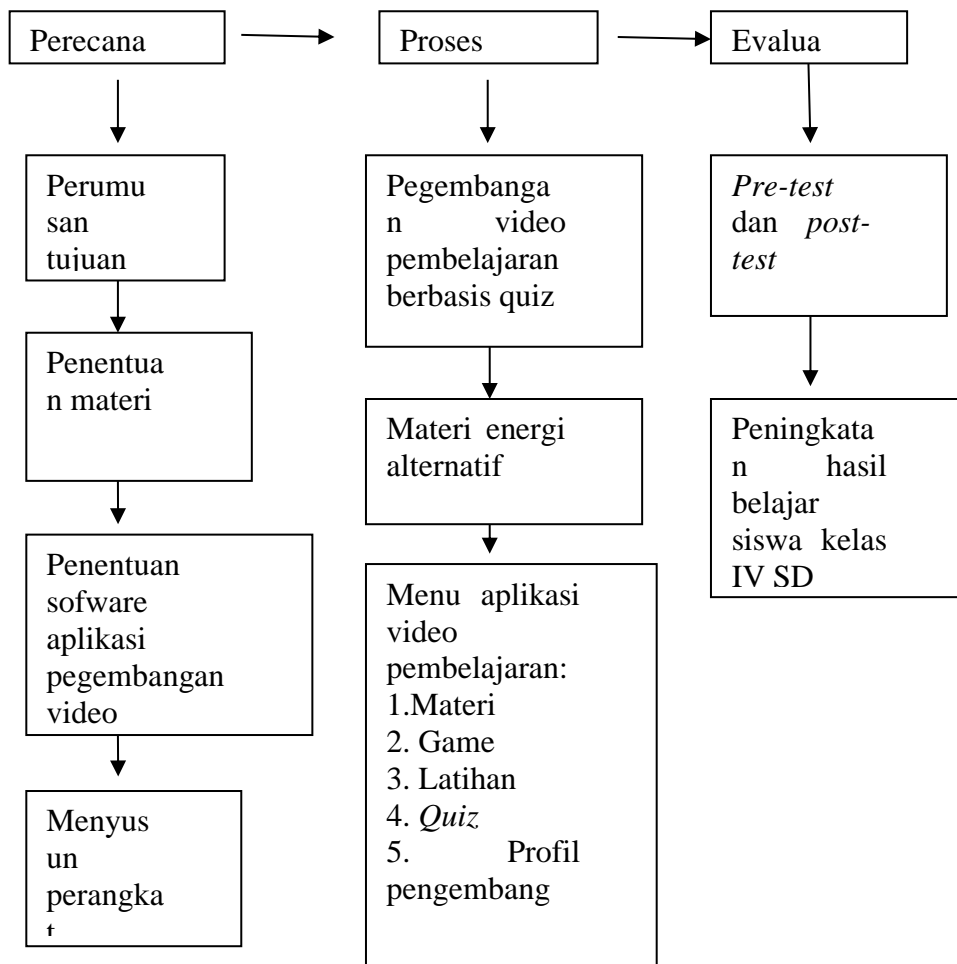 Perecana
Proses
Evalua
Perumu
san
tujuan
Penentua
n materi
Penentuan
sofware
aplikasi
pegembangan
video
Menyus
un
perangka
t
Pegembanga
n video
pembelajaran
berbasis quiz
Materi energi
alternatif
Menu aplikasi
video
pembelajaran:
1.Materi
2. Game
3. Latihan
4. Quiz
5. Profil
pengembang
Pre-test
dan post-
test
Peningkata
n hasil
belajar
siswa kelas
IV SD